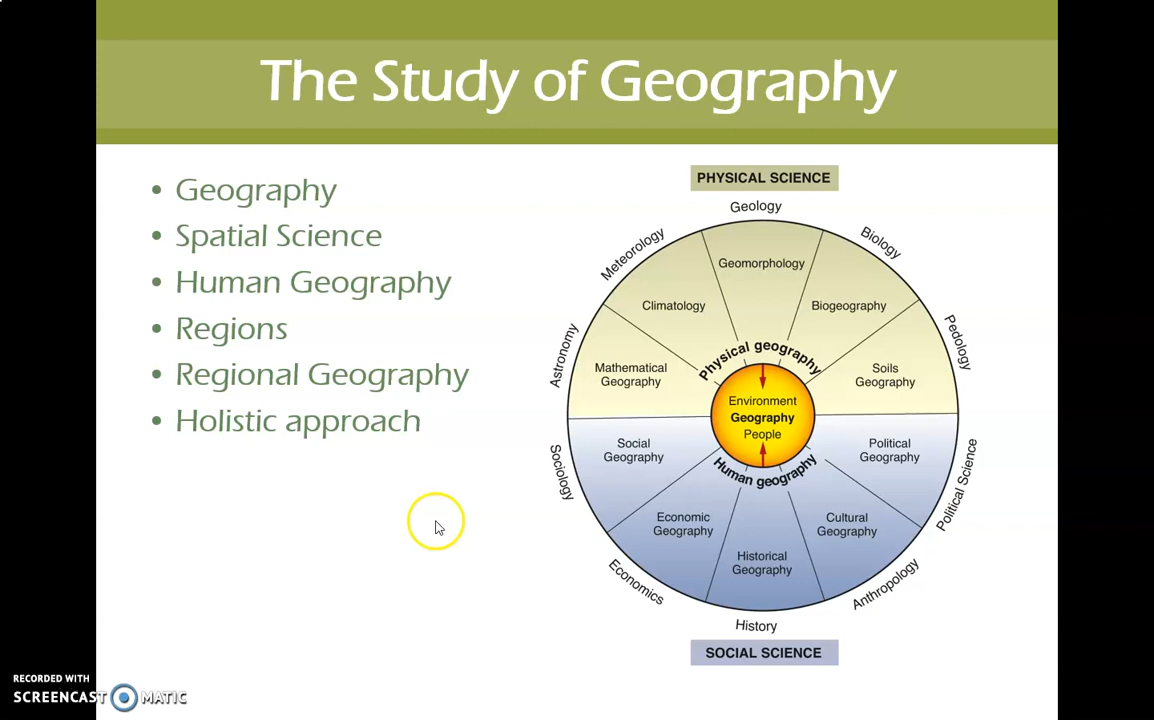 The Study of Geography
• Geography
• Spatial Science
• Human Geography
• Regions
• Regional Geography
• Holistic approach
PHYSICAL SCIENCE
Geology
Meteorology
Biology
Astronomy
Pedology
Geomorphology
Climatology
Biogeography
Mathematical
Geography
Soils
Geography
Physical geography
Environment
Geography
People
Human geography
Social
Geography
Political
Geography
Economic
Geography
Cultural
Geography
Historical
Geography
Sociology
Political Science
Economics
Anthropology
History
SOCIAL SCIENCE
RECORDED WITH
SCREENCAST MATIC